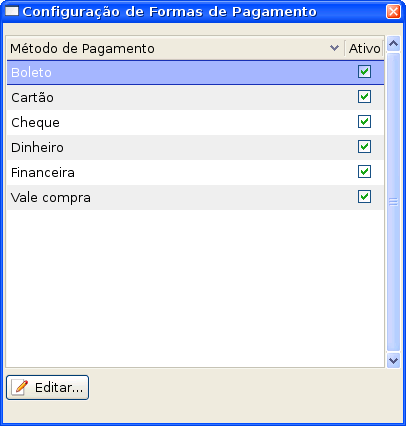 Configuração de Formas de Pagamento
Método de Pagamento Ativo
Boleto
Cartão
Cheque
Dinheiro
Financeira
Vale compra
Editar...